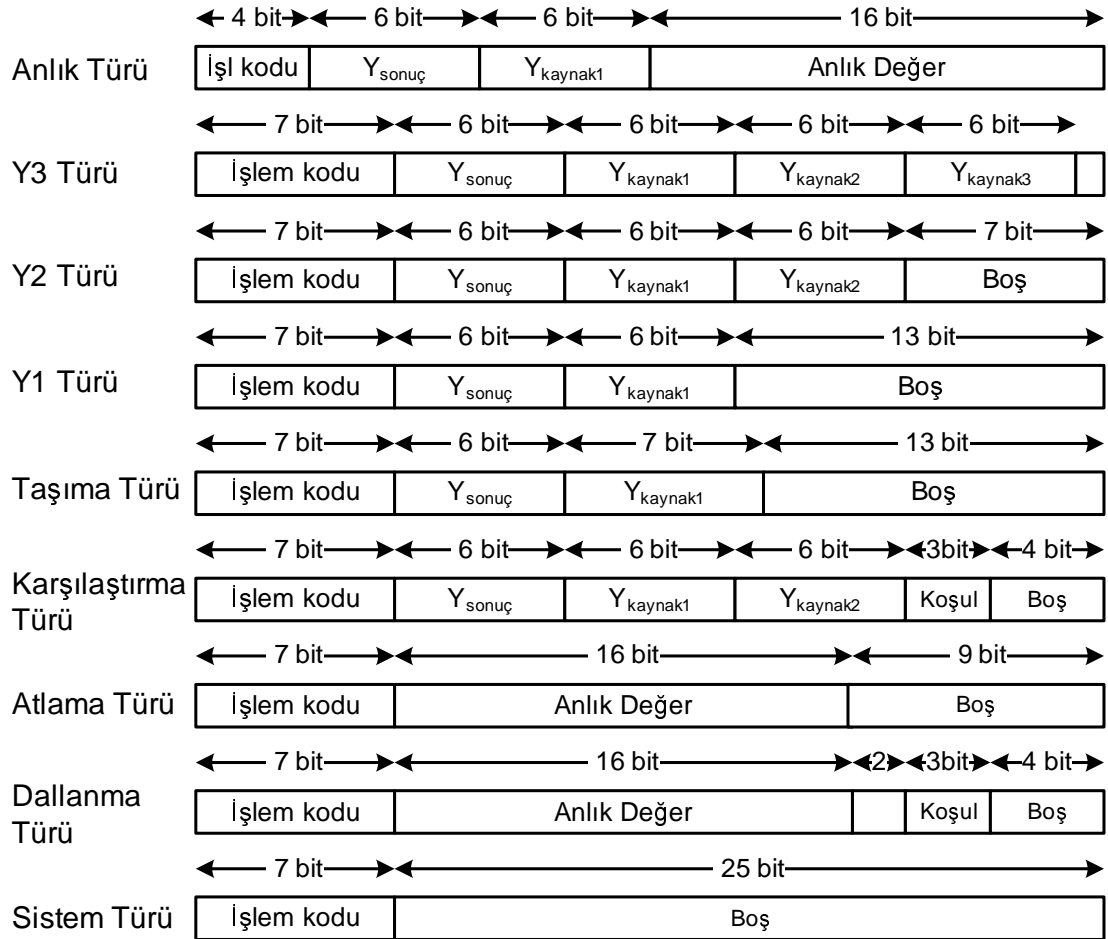 4 bit 6 bit 6 bit 16 bit
Anlık Türü İşl kodu Ysonuç Ykaynak1 Anlık Değer
7 bit 6 bit 6 bit 6 bit 6 bit
Y3 Türü İşlem kodu Ysonuç Ykaynak1 Ykaynak2 Ykaynak3
7 bit 6 bit 6 bit 6 bit 7 bit
Y2 Türü İşlem kodu Ysonuç Ykaynak1 Ykaynak2 Boş
7 bit 6 bit 6 bit 13 bit
Y1 Türü İşlem kodu Ysonuç Ykaynak1 Boş
7 bit 6 bit 7 bit 13 bit
Taşıma Türü İşlem kodu Ysonuç Ykaynak1 Boş
7 bit 6 bit 6 bit 6 bit 3bit 4 bit
Karşılaştırma Türü İşlem kodu Ysonuç Ykaynak1 Ykaynak2 Koşul Boş
7 bit 16 bit 9 bit
Atlama Türü İşlem kodu Anlık Değer Boş
7 bit 16 bit 2 3bit 4 bit
Dallanma Türü İşlem kodu Anlık Değer Koşul Boş
7 bit 25 bit
Sistem Türü İşlem kodu Boş